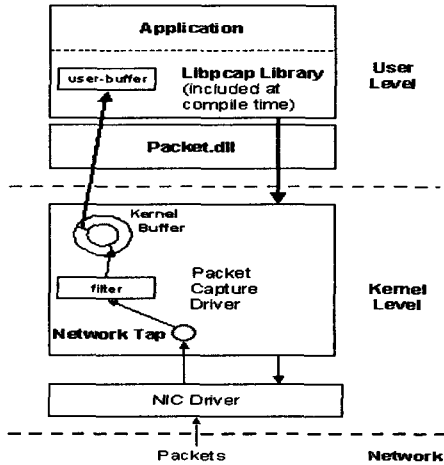 Application
user-buffer
Libpcap Library
(included at
compile time)
User
Level
Packet.dll
Kernel
Buffer
filter
Packet
Capture
Driver
Kernel
Level
Network Tap
NIC Driver
Packets
Network